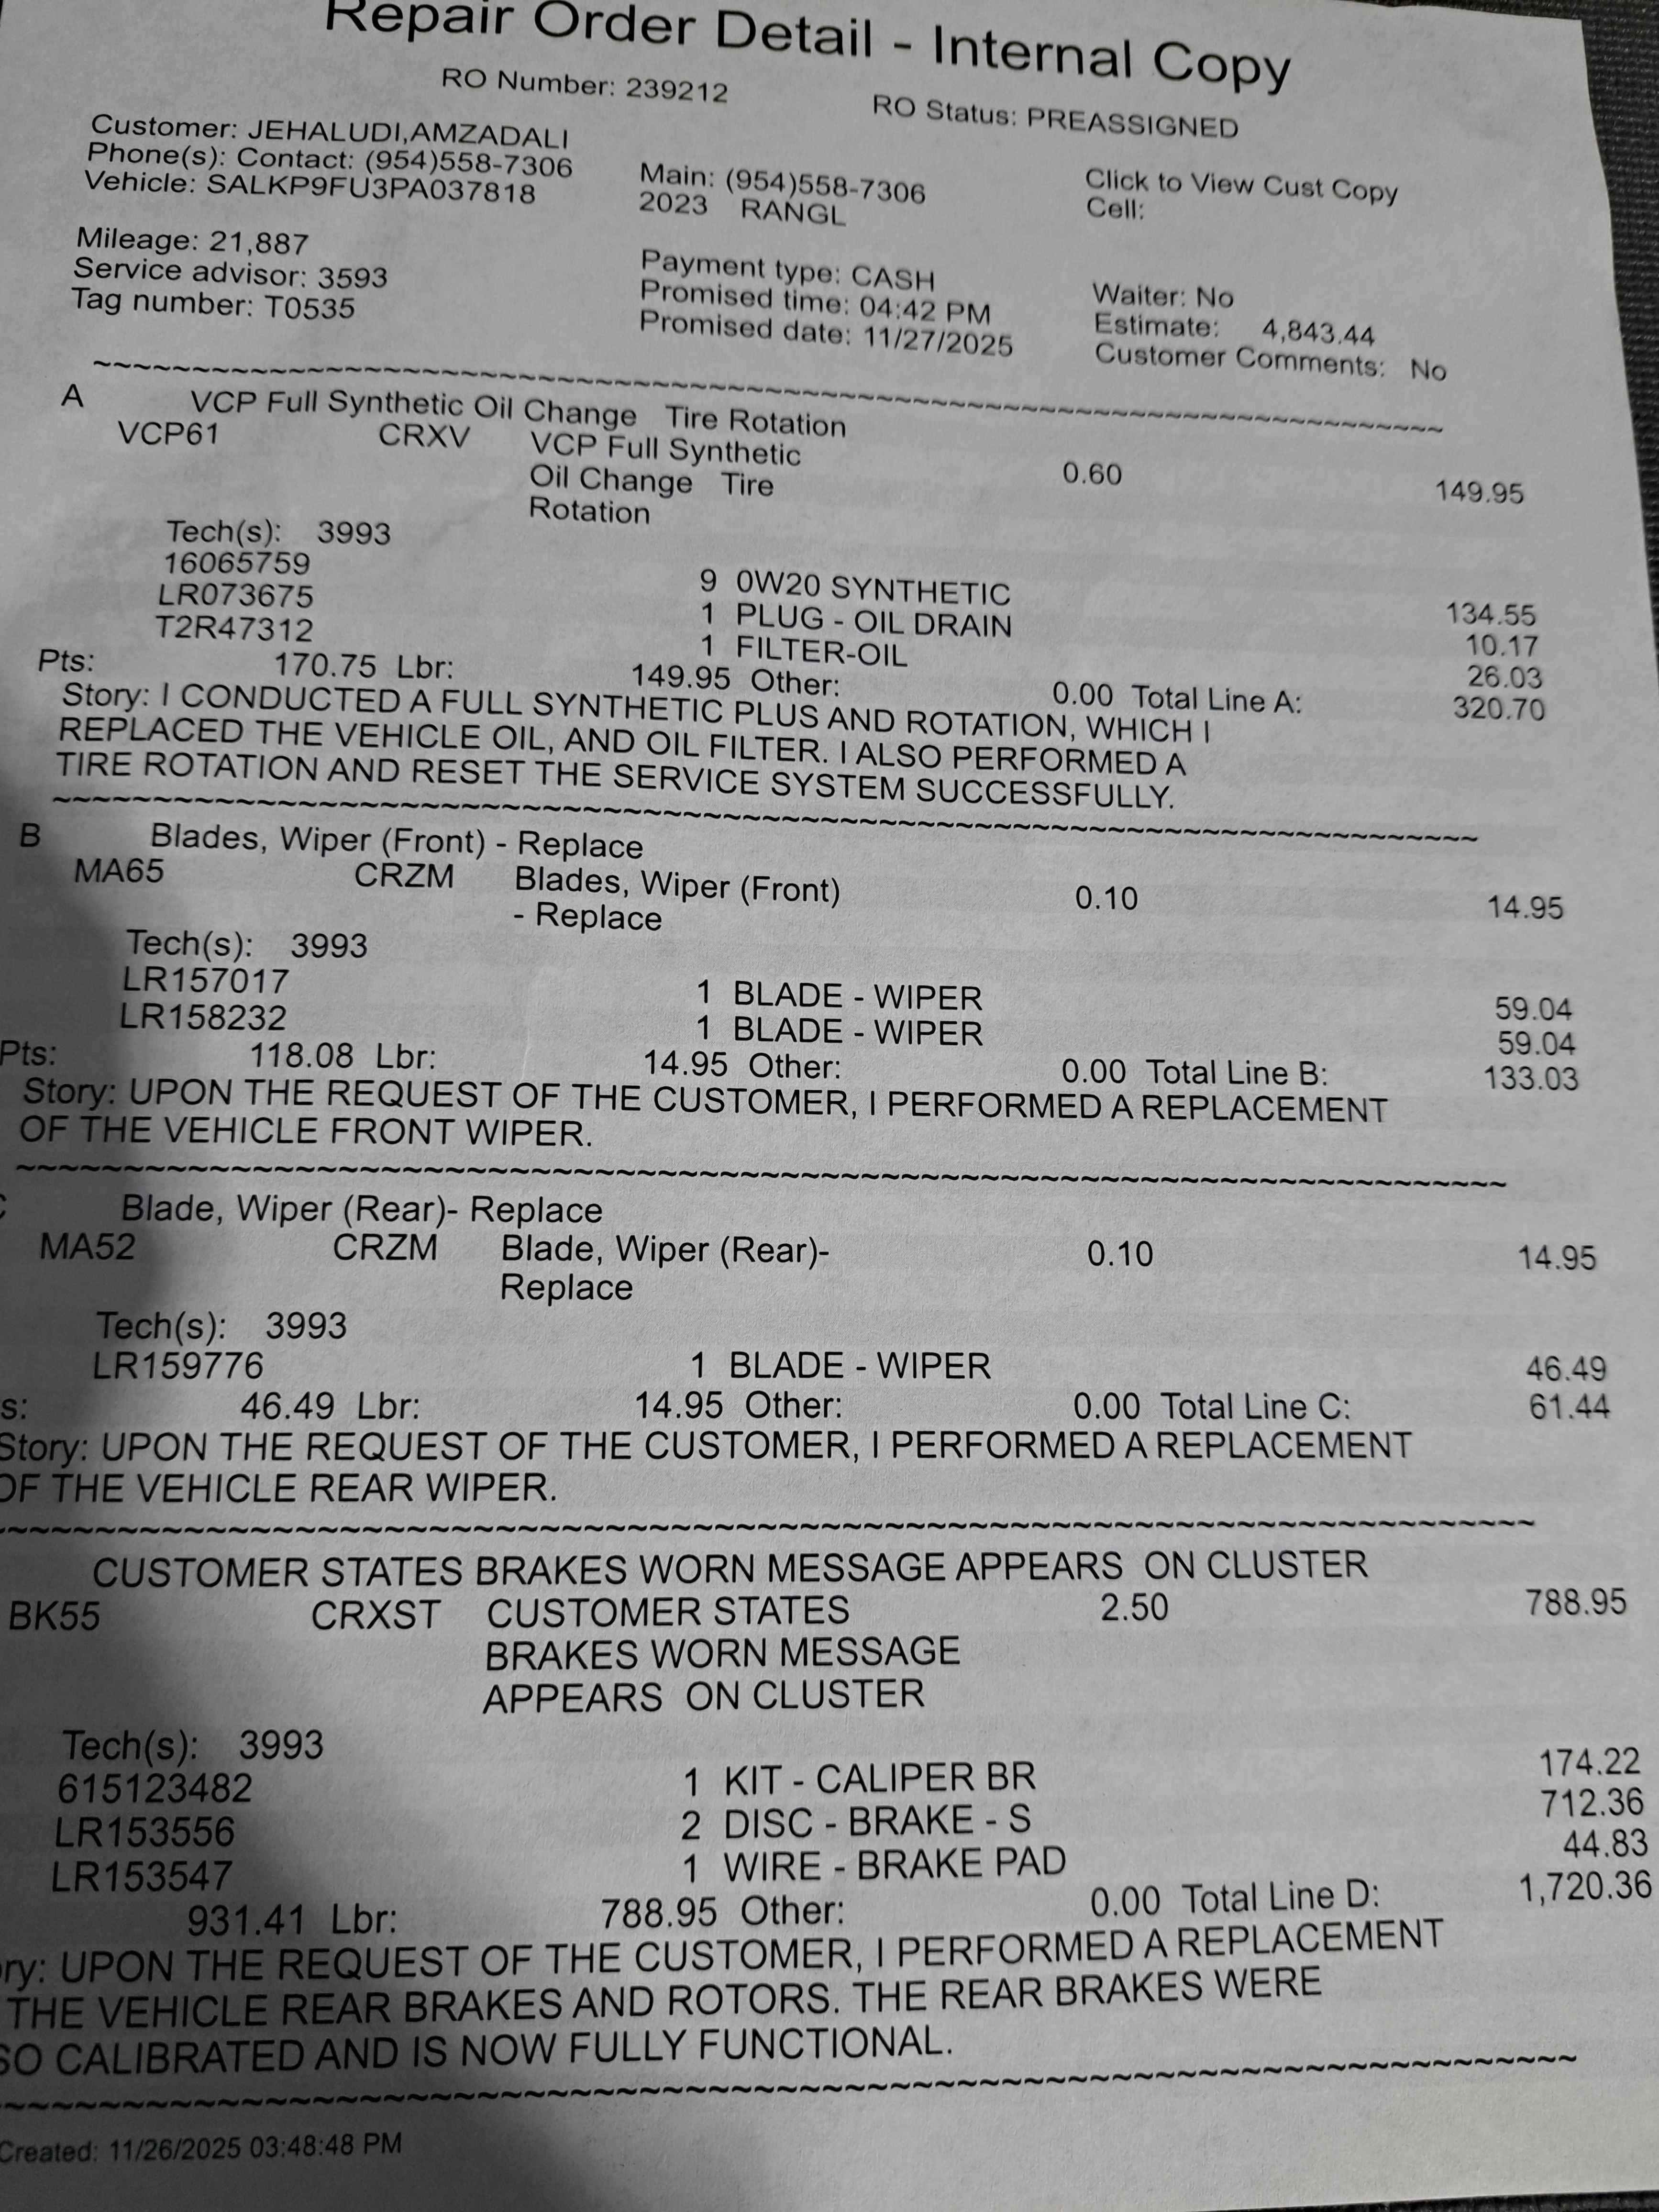 Repair Order Detail - Internal Copy
RO Number: 239212 RO Status: PREASSIGNED
Customer: JEHALUDI,AMZADALI
Phone(s): Contact: (954)558-7306 Main: (954)558-7306 Click to View Cust Copy
Vehicle: SALKP9FU3PA037818 2023 RANGL Cell:
Mileage: 21,887 Payment type: CASH Waiter: No
Service advisor: 3593 Promised time: 04:42 PM Estimate: 4,843.44
Tag number: T0535 Promised date: 11/27/2025 Customer Comments: No
~~~~~~~~~~~~~~~~~~~~~~~~~~~~~~~~~~~~~~~~
A VCP Full Synthetic Oil Change Tire Rotation
VCP61 CRXV VCP Full Synthetic 0.60 149.95
Oil Change Tire
Rotation
Tech(s): 3993
16065759 9 0W20 SYNTHETIC 134.55
LR073675 1 PLUG - OIL DRAIN 10.17
T2R47312 1 FILTER-OIL 26.03
Pts: 170.75 Lbr: 149.95 Other: 0.00 Total Line A: 320.70
Story: I CONDUCTED A FULL SYNTHETIC PLUS AND ROTATION, WHICH I
REPLACED THE VEHICLE OIL, AND OIL FILTER. I ALSO PERFORMED A
TIRE ROTATION AND RESET THE SERVICE SYSTEM SUCCESSFULLY.
~~~~~~~~~~~~~~~~~~~~~~~~~~~~~~~~~~~~~~~~
B Blades, Wiper (Front) - Replace
MA65 CRZM Blades, Wiper (Front) 0.10 14.95
- Replace
Tech(s): 3993
LR157017 1 BLADE - WIPER 59.04
LR158232 1 BLADE - WIPER 59.04
Pts: 118.08 Lbr: 14.95 Other: 0.00 Total Line B: 133.03
Story: UPON THE REQUEST OF THE CUSTOMER, I PERFORMED A REPLACEMENT
OF THE VEHICLE FRONT WIPER.
~~~~~~~~~~~~~~~~~~~~~~~~~~~~~~~~~~~~~~~~
Blade, Wiper (Rear)- Replace
MA52 CRZM Blade, Wiper (Rear)- 0.10 14.95
Replace
Tech(s): 3993
LR159776 1 BLADE - WIPER 46.49
s: 46.49 Lbr: 14.95 Other: 0.00 Total Line C: 61.44
Story: UPON THE REQUEST OF THE CUSTOMER, I PERFORMED A REPLACEMENT
OF THE VEHICLE REAR WIPER.
~~~~~~~~~~~~~~~~~~~~~~~~~~~~~~~~~~~~~~~~
CUSTOMER STATES BRAKES WORN MESSAGE APPEARS ON CLUSTER
BK55 CRXST CUSTOMER STATES 2.50 788.95
BRAKES WORN MESSAGE
APPEARS ON CLUSTER
Tech(s): 3993
615123482 1 KIT - CALIPER BR 174.22
LR153556 2 DISC - BRAKE - S 712.36
LR153547 1 WIRE - BRAKE PAD 44.83
931.41 Lbr: 788.95 Other: 0.00 Total Line D: 1,720.36
ry: UPON THE REQUEST OF THE CUSTOMER, I PERFORMED A REPLACEMENT
THE VEHICLE REAR BRAKES AND ROTORS. THE REAR BRAKES WERE
SO CALIBRATED AND IS NOW FULLY FUNCTIONAL.
~~~~~~~~~~~~~~~~~~~~~~~~~~~~~~~~~~~~~~~~
Created: 11/26/2025 03:48:48 PM